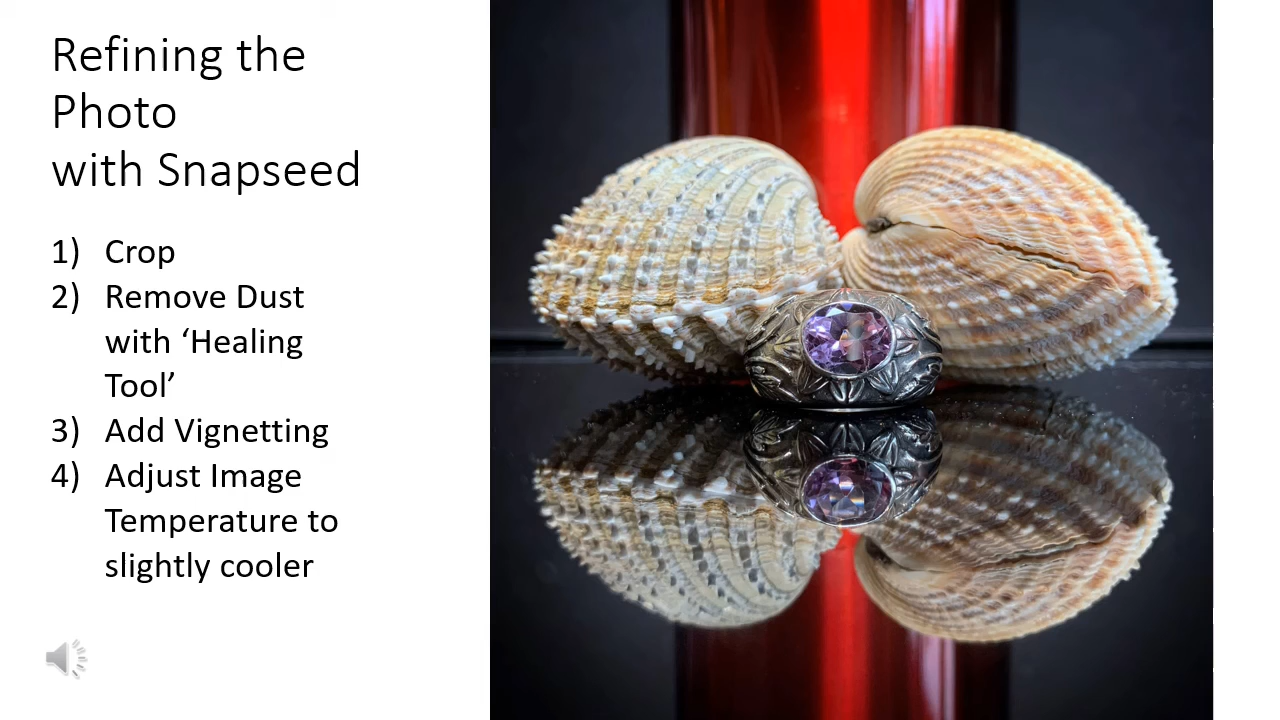 Refining the
Photo
with Snapseed
1) Crop
2) Remove Dust
with ‘Healing
Tool’
3) Add Vignetting
4) Adjust Image
Temperature to
slightly cooler